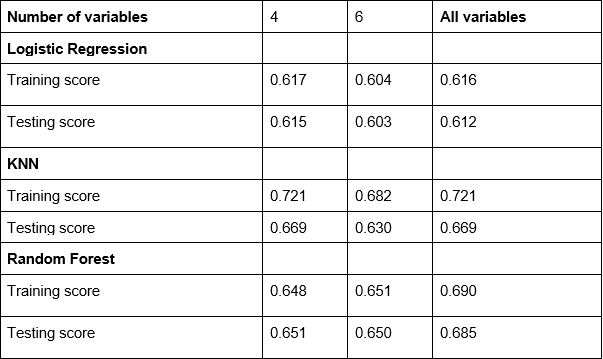 Number of variables 4 6 All variables
Logistic Regression
Training score 0.617 0.604 0.616
Testing score 0.615 0.603 0.612
KNN
Training score 0.721 0.682 0.721
Testing score 0.669 0.630 0.669
Random Forest
Training score 0.648 0.651 0.690
Testing score 0.651 0.650 0.685